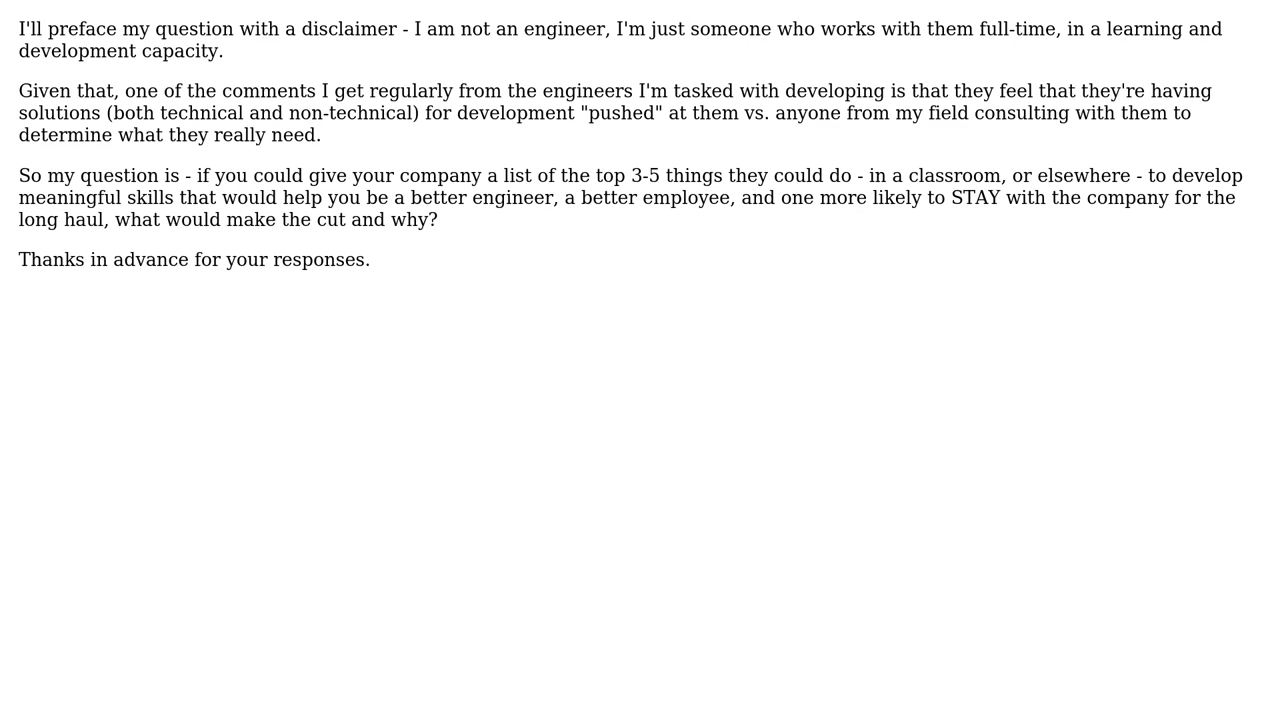 I'll preface my question with a disclaimer - I am not an engineer, I'm just someone who works with them full-time, in a learning and
development capacity.
Given that, one of the comments I get regularly from the engineers I'm tasked with developing is that they feel that they're having
solutions (both technical and non-technical) for development "pushed" at them vs. anyone from my field consulting with them to
determine what they really need.
So my question is - if you could give your company a list of the top 3-5 things they could do - in a classroom, or elsewhere - to develop
meaningful skills that would help you be a better engineer, a better employee, and one more likely to STAY with the company for the
long haul, what would make the cut and why?
Thanks in advance for your responses.